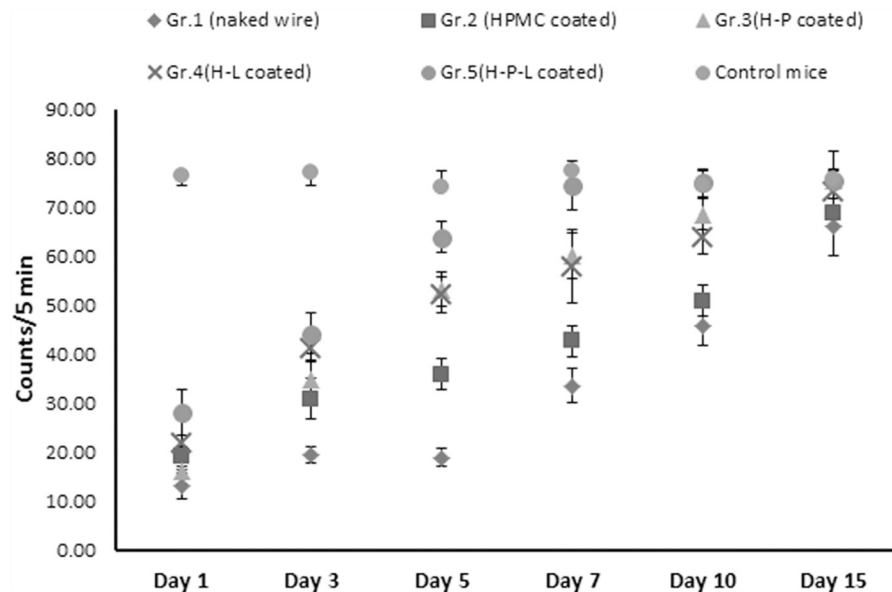 Gr.1 (naked wire) Gr.2 (HPMC coated) Gr.3(H-P coated)
Gr.4(H-L coated) Gr.5(H-P-L coated) Control mice
90.00
80.00
70.00
60.00
50.00
40.00
30.00
20.00
10.00
0.00
Counts/5 min
Day 1 Day 3 Day 5 Day 7 Day 10 Day 15